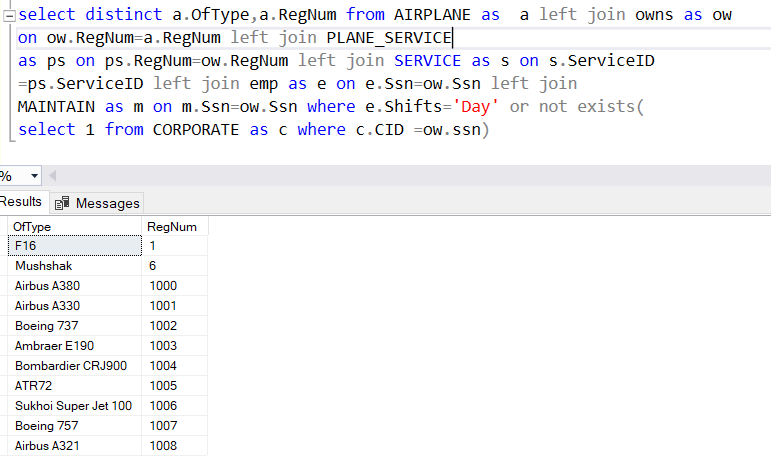 select distinct a.OfType,a.RegNum from AIRPLANE as  a left join owns as ow
on ow.RegNum=a.RegNum left join PLANE_SERVICE
as ps on ps.RegNum=ow.RegNum left join SERVICE as s on s.ServiceID
=ps.ServiceID left join emp as e on e.Ssn=ow.Ssn left join
MAINTAIN as m on m.Ssn=ow.Ssn where e.Shifts='Day' or not exists(
select 1 from CORPORATE as c where c.CID =ow.ssn)
%
Results Messages
OfType RegNum
F16 1
Mushshak 6
Airbus A380 1000
Airbus A330 1001
Boeing 737 1002
Ambraer E190 1003
Bombardier CRJ900 1004
ATR72 1005
Sukhoi Super Jet 100 1006
Boeing 757 1007
Airbus A321 1008